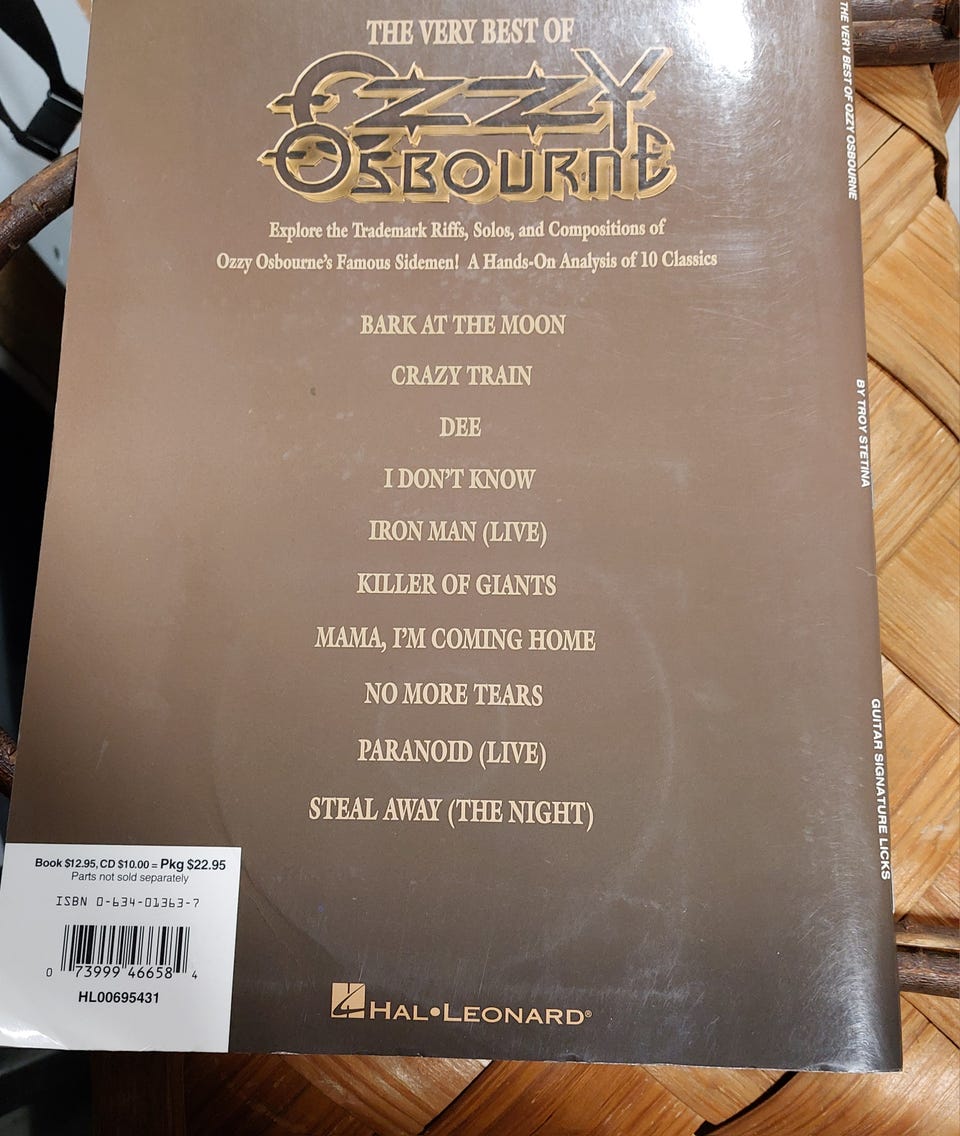 THE VERY BEST OF
OZZY
OSBOURNE
Explore the Trademark Riffs, Solos, and Compositions of
Ozzy Osbourne's Famous Sidemen! A Hands-On Analysis of 10 Classics
BARK AT THE MOON
CRAZY TRAIN
DEE
I DON'T KNOW
IRON MAN (LIVE)
KILLER OF GIANTS
MAMA, I'M COMING HOME
NO MORE TEARS
PARANOID (LIVE)
STEAL AWAY (THE NIGHT)
Book $12.95, CD $10.00 = Pkg $22.95
Parts not sold separately
ISBN 0-634-01363-7
0 73999 46658 4
HL00695431
HAL•LEONARD®
THE VERY BEST OF OZZY OSBOURNE
BY TROY STETINA
GUITAR SIGNATURE LICKS